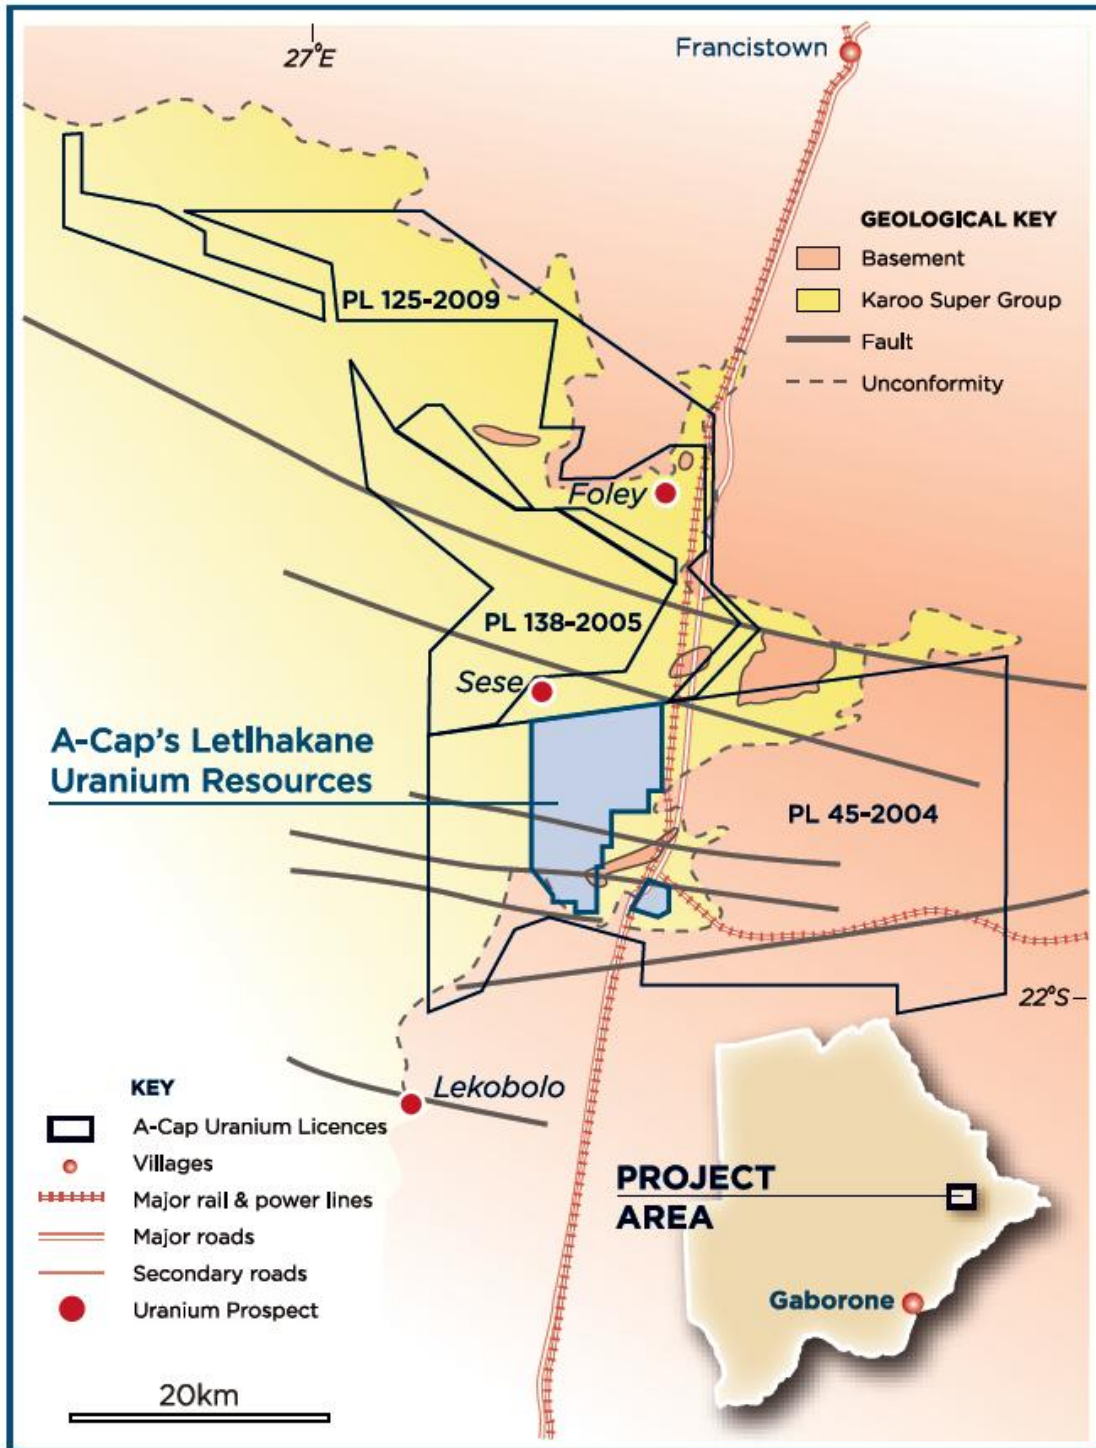 27°E
Francistown
GEOLOGICAL KEY
Basement
Karoo Super Group
Fault
Unconformity
PL 125-2009
Foley
PL 138-2005
Sese
A-Cap's Letlhakane
Uranium Resources
PL 45-2004
22°S
Lekobolo
KEY
A-Cap Uranium Licences
Villages
Major rail & power lines
Major roads
Secondary roads
Uranium Prospect
20km
PROJECT
AREA
Gaborone